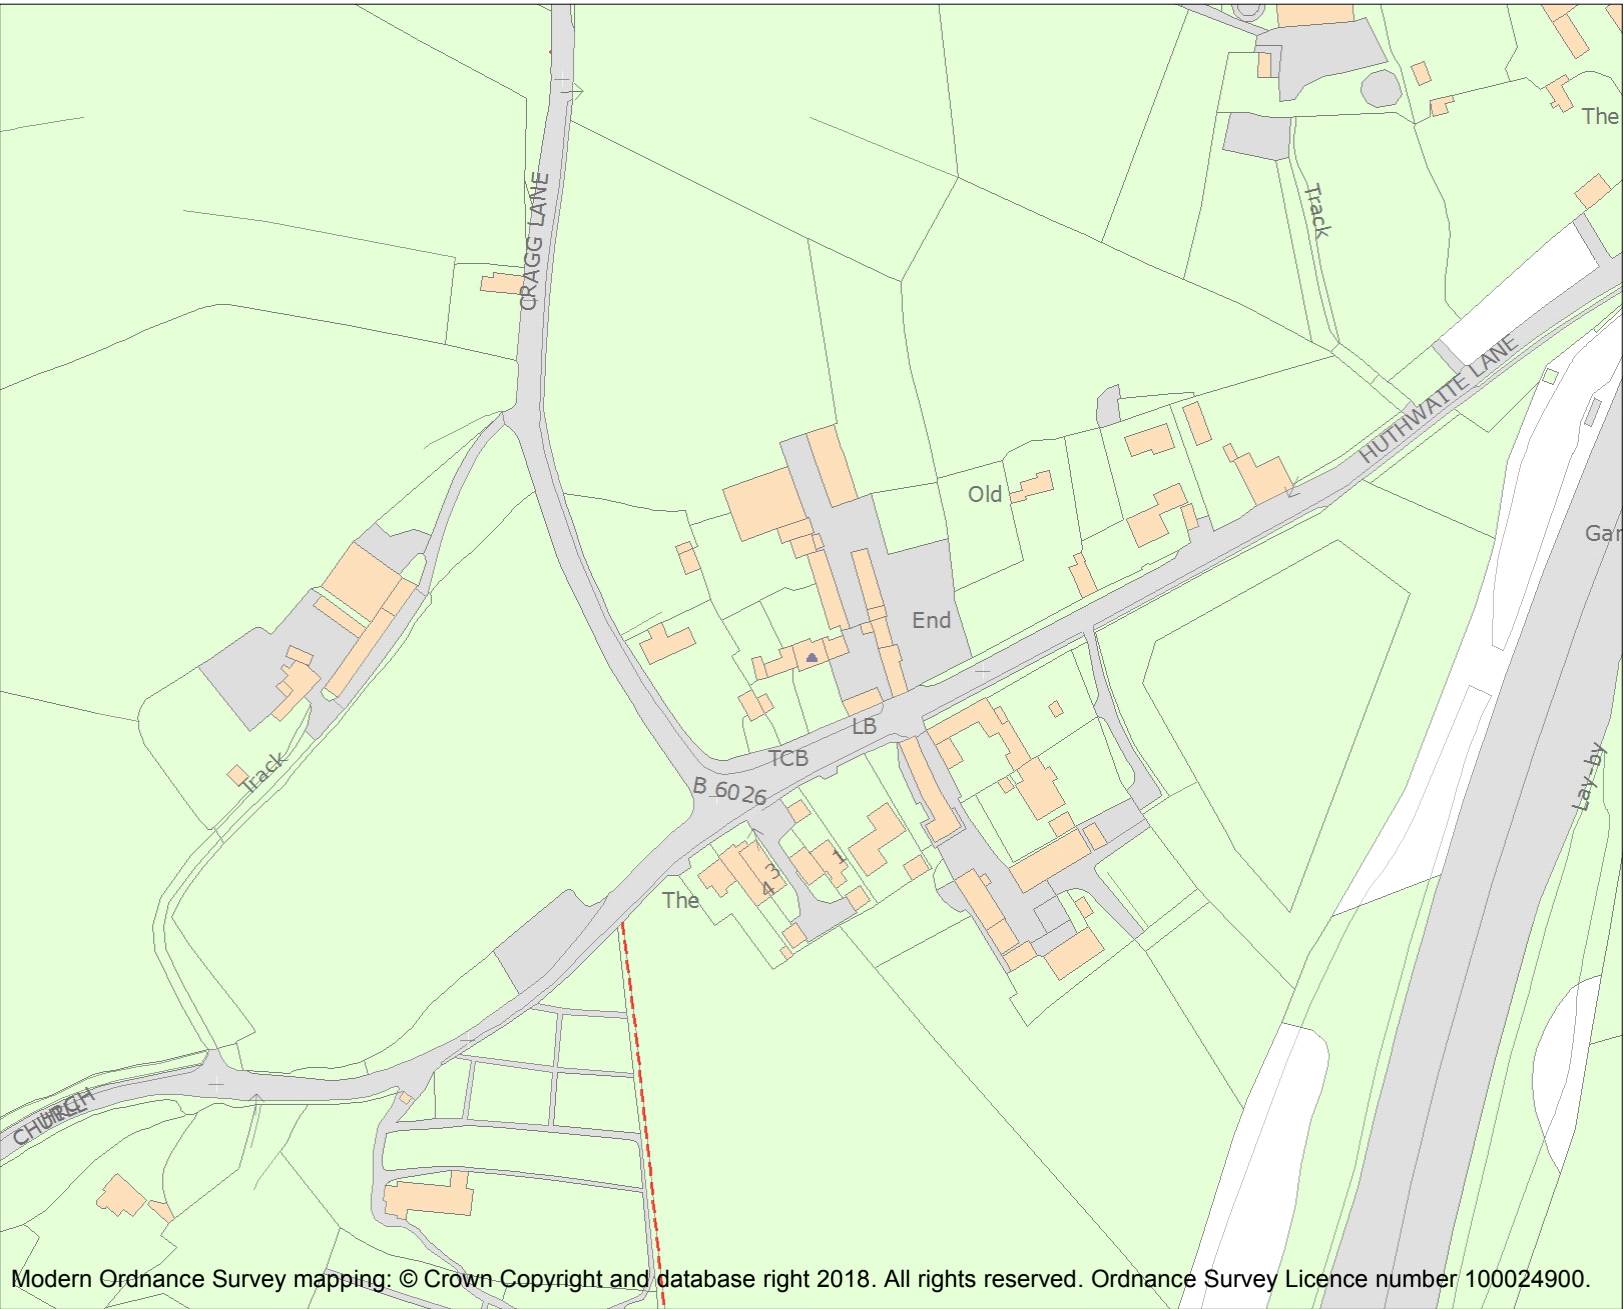 The
CRAGG LANE
Track
HUTHWAITE LANE
Old
Gar
End
LB
TCB
B 6026
Lay-by
Track
1
3
4
The
CHURCH
Modern Ordnance Survey mapping: © Crown Copyright and database right 2018. All rights reserved. Ordnance Survey Licence number 100024900.